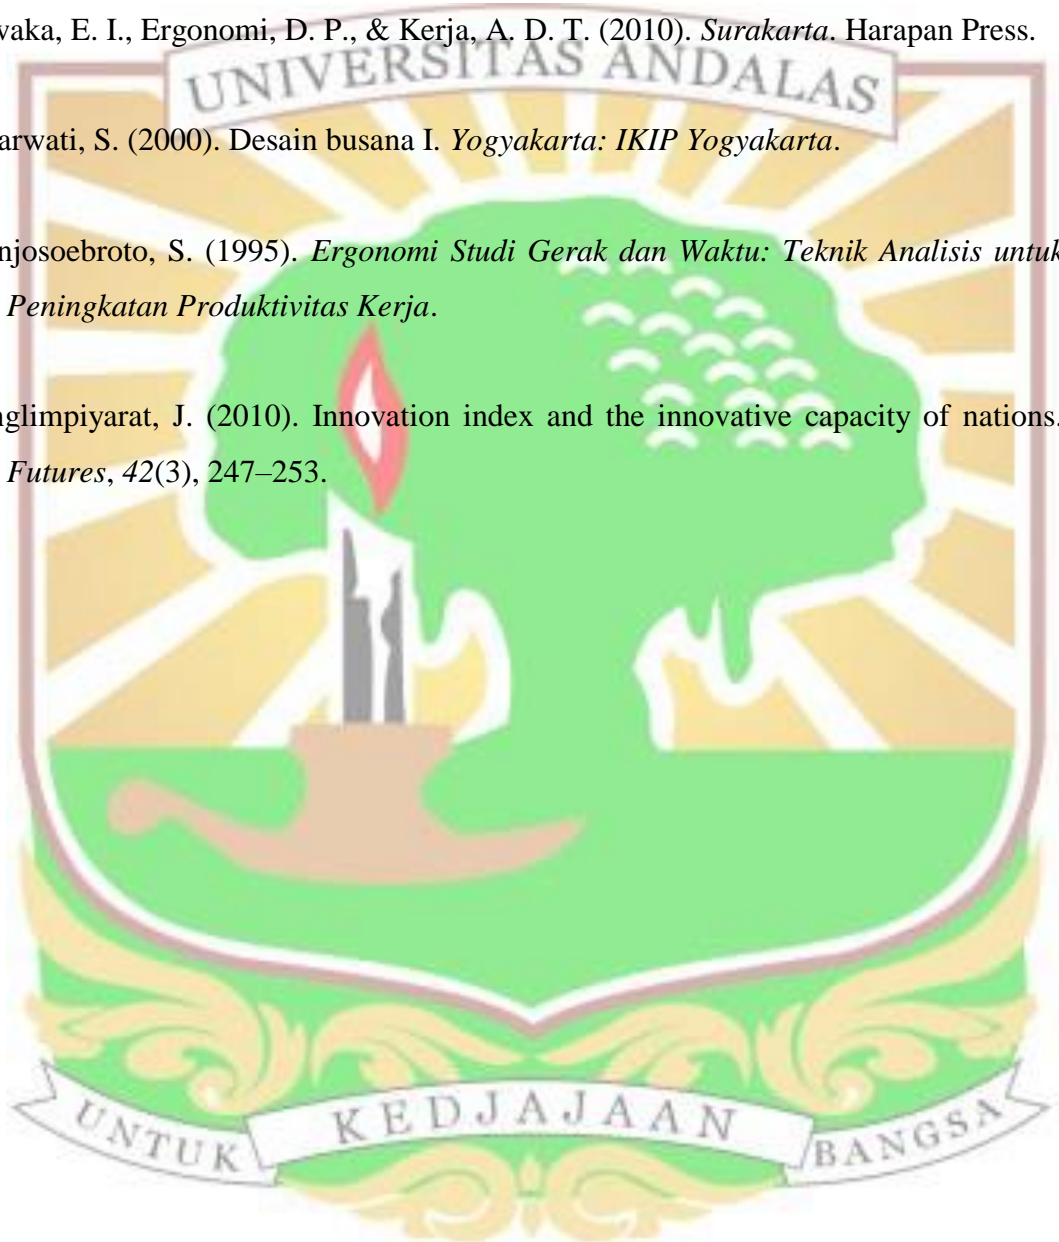 vaka, E. I., Ergonomi, D. P., & Kerja, A. D. T. (2010). Surakarta. Harapan Press.
UNIVERSITAS ANDALAS
arwati, S. (2000). Desain busana I. Yogyakarta: IKIP Yogyakarta.
njosoebroto, S. (1995). Ergonomi Studi Gerak dan Waktu: Teknik Analisis untuk
Peningkatan Produktivitas Kerja.
nglimpiyarat, J. (2010). Innovation index and the innovative capacity of nations.
Futures, 42(3), 247–253.
UNTUK KEDJAJAAN BANGSA